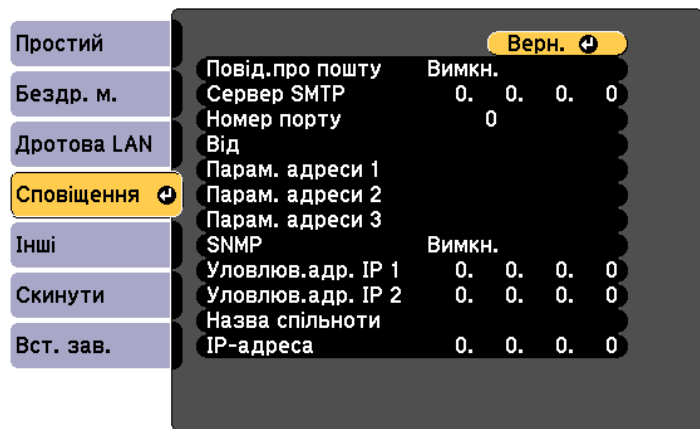 Простий
Бездр. м.
Дротова LAN
Сповіщення
Інші
Скинути
Вст. зав.
Верн.
Повід.про пошту Вимкн.
Сервер SMTP 0. 0. 0. 0
Номер порту 0
Від
Парам. адреси 1
Парам. адреси 2
Парам. адреси 3
SNMP Вимкн.
Уловлюв.адр. IP 1 0. 0. 0. 0
Уловлюв.адр. IP 2 0. 0. 0. 0
Назва спільноти
IP-адреса 0. 0. 0. 0